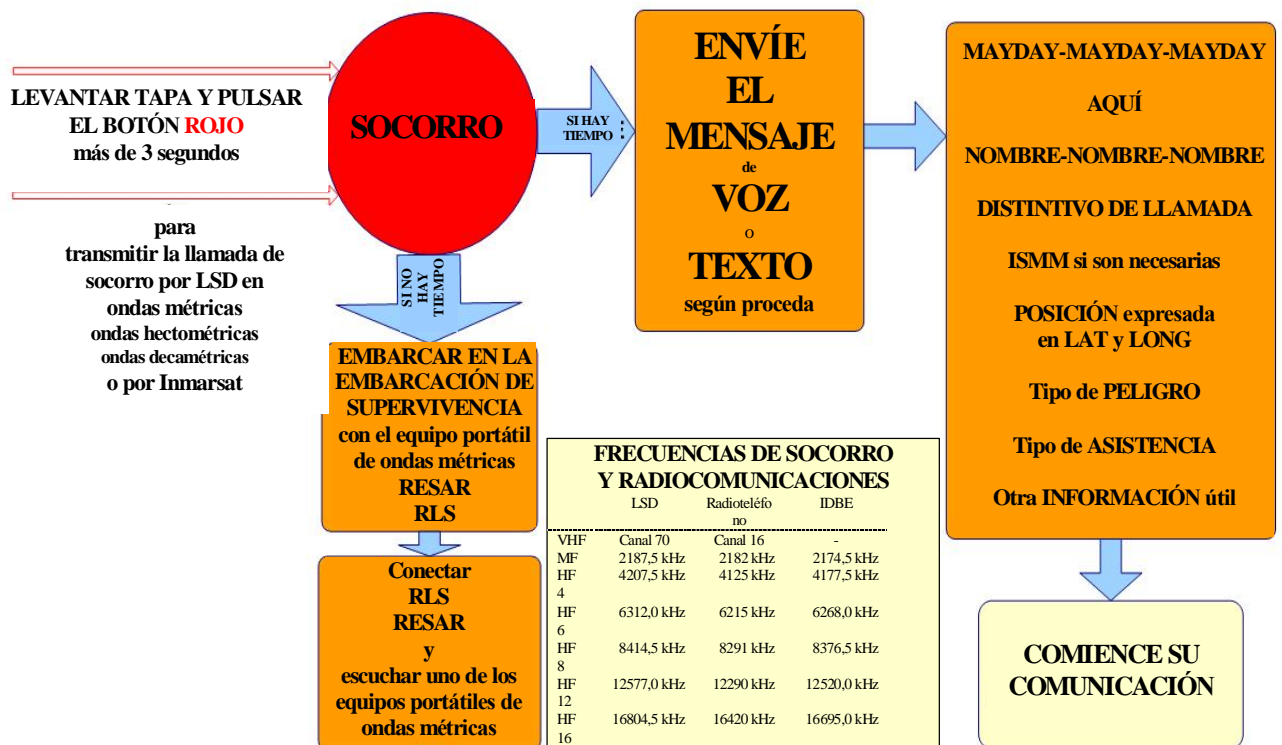 LEVANTAR TAPA Y PULSAR
EL BOTÓN ROJO
más de 3 segundos
para
transmitir la llamada de
socorro por LSD en
ondas métricas
ondas hectométricas
ondas decamétricas
o por Inmarsat
SOCORRO
SI HAY
TIEMPO
SI NO
HAY
TIEMPO
EMBARCAR EN LA
EMBARCACIÓN DE
SUPERVIVENCIA
con el equipo portátil
de ondas métricas
RESAR
RLS
Conectar
RLS
RESAR
y
escuchar uno de los
equipos portátiles de
ondas métricas
ENVÍE
EL
MENSAJE
de
VOZ
O
TEXTO
según proceda
MAYDAY-MAYDAY-MAYDAY
AQUÍ
NOMBRE-NOMBRE-NOMBRE
DISTINTIVO DE LLAMADA
ISMM si son necesarias
POSICIÓN expresada
en LAT y LONG
Tipo de PELIGRO
Tipo de ASISTENCIA
Otra INFORMACIÓN útil
COMIENCE SU
COMUNICACIÓN
FRECUENCIAS DE SOCORRO
Y RADIOCOMUNICACIONES
LSD Radioteléfo IDBE
no
VHF Canal 70 Canal 16 -
MF 2187,5 kHz 2182 kHz 2174,5 kHz
HF 4207,5 kHz 4125 kHz 4177,5 kHz
4
HF 6312,0 kHz 6215 kHz 6268,0 kHz
6
HF 8414,5 kHz 8291 kHz 8376,5 kHz
8
HF 12577,0 kHz 12290 kHz 12520,0 kHz
12
HF 16804,5 kHz 16420 kHz 16695,0 kHz
16